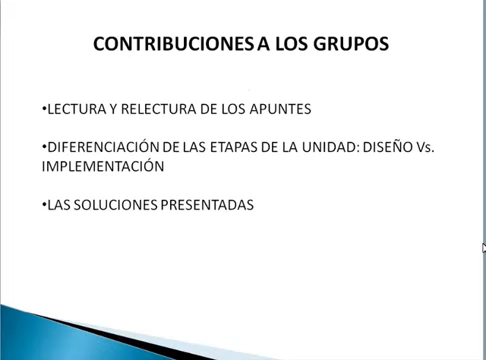 CONTRIBUCIONES A LOS GRUPOS
•LECTURA Y RELECTURA DE LOS APUNTES
•DIFERENCIACIÓN DE LAS ETAPAS DE LA UNIDAD: DISEÑO Vs.
IMPLEMENTACIÓN
•LAS SOLUCIONES PRESENTADAS